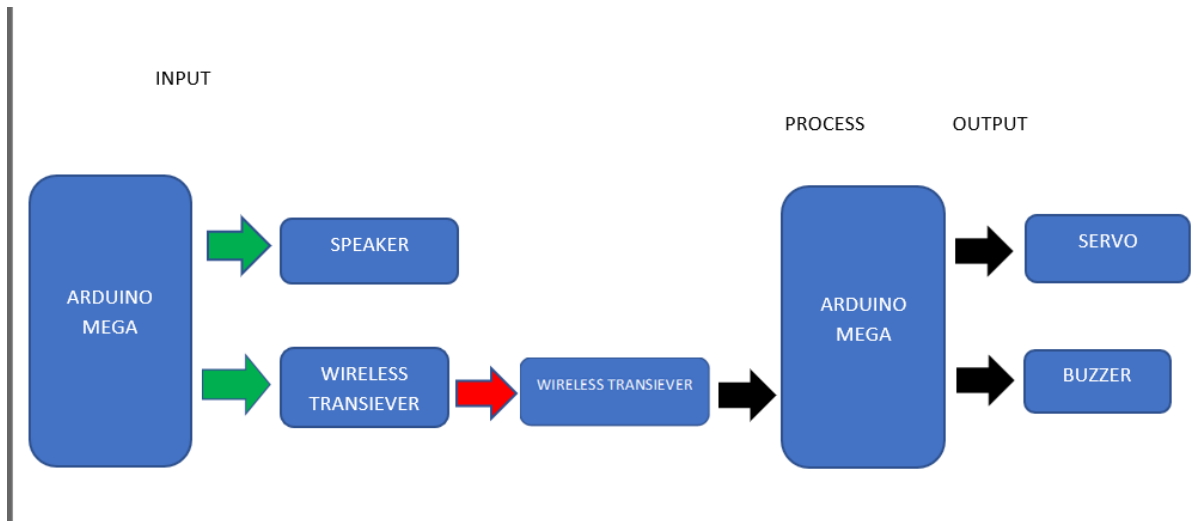 INPUT
PROCESS
OUTPUT
ARDUINO
MEGA
SPEAKER
WIRELESS
TRANSIEVER
WIRELESS TRANSIEVER
ARDUINO
MEGA
SERVO
BUZZER